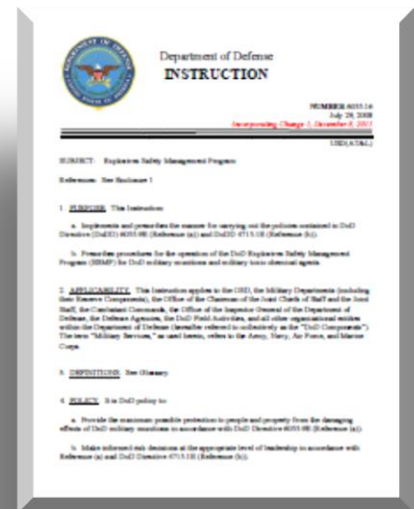 Department of Defense
INSTRUCTION
NUMBER 6055.16
July 29, 2008
Incorporating Change 1, December 8, 2011
USD(AT&L)
SUBJECT: Explosives Safety Management Program
References: See Enclosure 1
1. PURPOSE. This Instruction:
a. Implements and prescribes the manner for carrying out the policies contained in DoD
Directive (DoDD) 6055.9E (Reference (a)) and DoDD 4715.1E (Reference (b)).
b. Prescribes procedures for the operation of the DoD Explosives Safety Management
Program (ESMP) for DoD military munitions and military toxic chemical agents.
2. APPLICABILITY. This Instruction applies to the OSD, the Military Departments (including
their Reserve Components), the Office of the Chairman of the Joint Chiefs of Staff and the Joint
Staff, the Combatant Commands, the Office of the Inspector General of the Department of
Defense, the Defense Agencies, the DoD Field Activities, and all other organizational entities
within the Department of Defense (hereafter referred to collectively as the "DoD Components").
The term "Military Services," as used herein, refers to the Army, Navy, Air Force, and Marine
Corps.
3. DEFINITIONS. See Glossary.
4. POLICY. It is DoD policy to:
a. Provide the maximum possible protection to people and property from the damaging
effects of DoD military munitions in accordance with DoD Directive 6055.9E (Reference (a)).
b. Make informed risk decisions at the appropriate level of leadership in accordance with
Reference (a) and DoD Directive 4715.1E (Reference (b)).